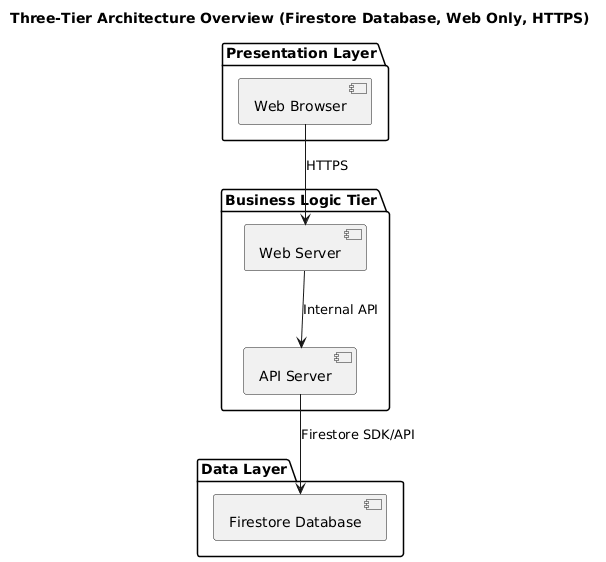 Three-Tier Architecture Overview (Firestore Database, Web Only, HTTPS)
Presentation Layer
Web Browser
HTTPS
Business Logic Tier
Web Server
Internal API
API Server
Firestore SDK/API
Data Layer
Firestore Database